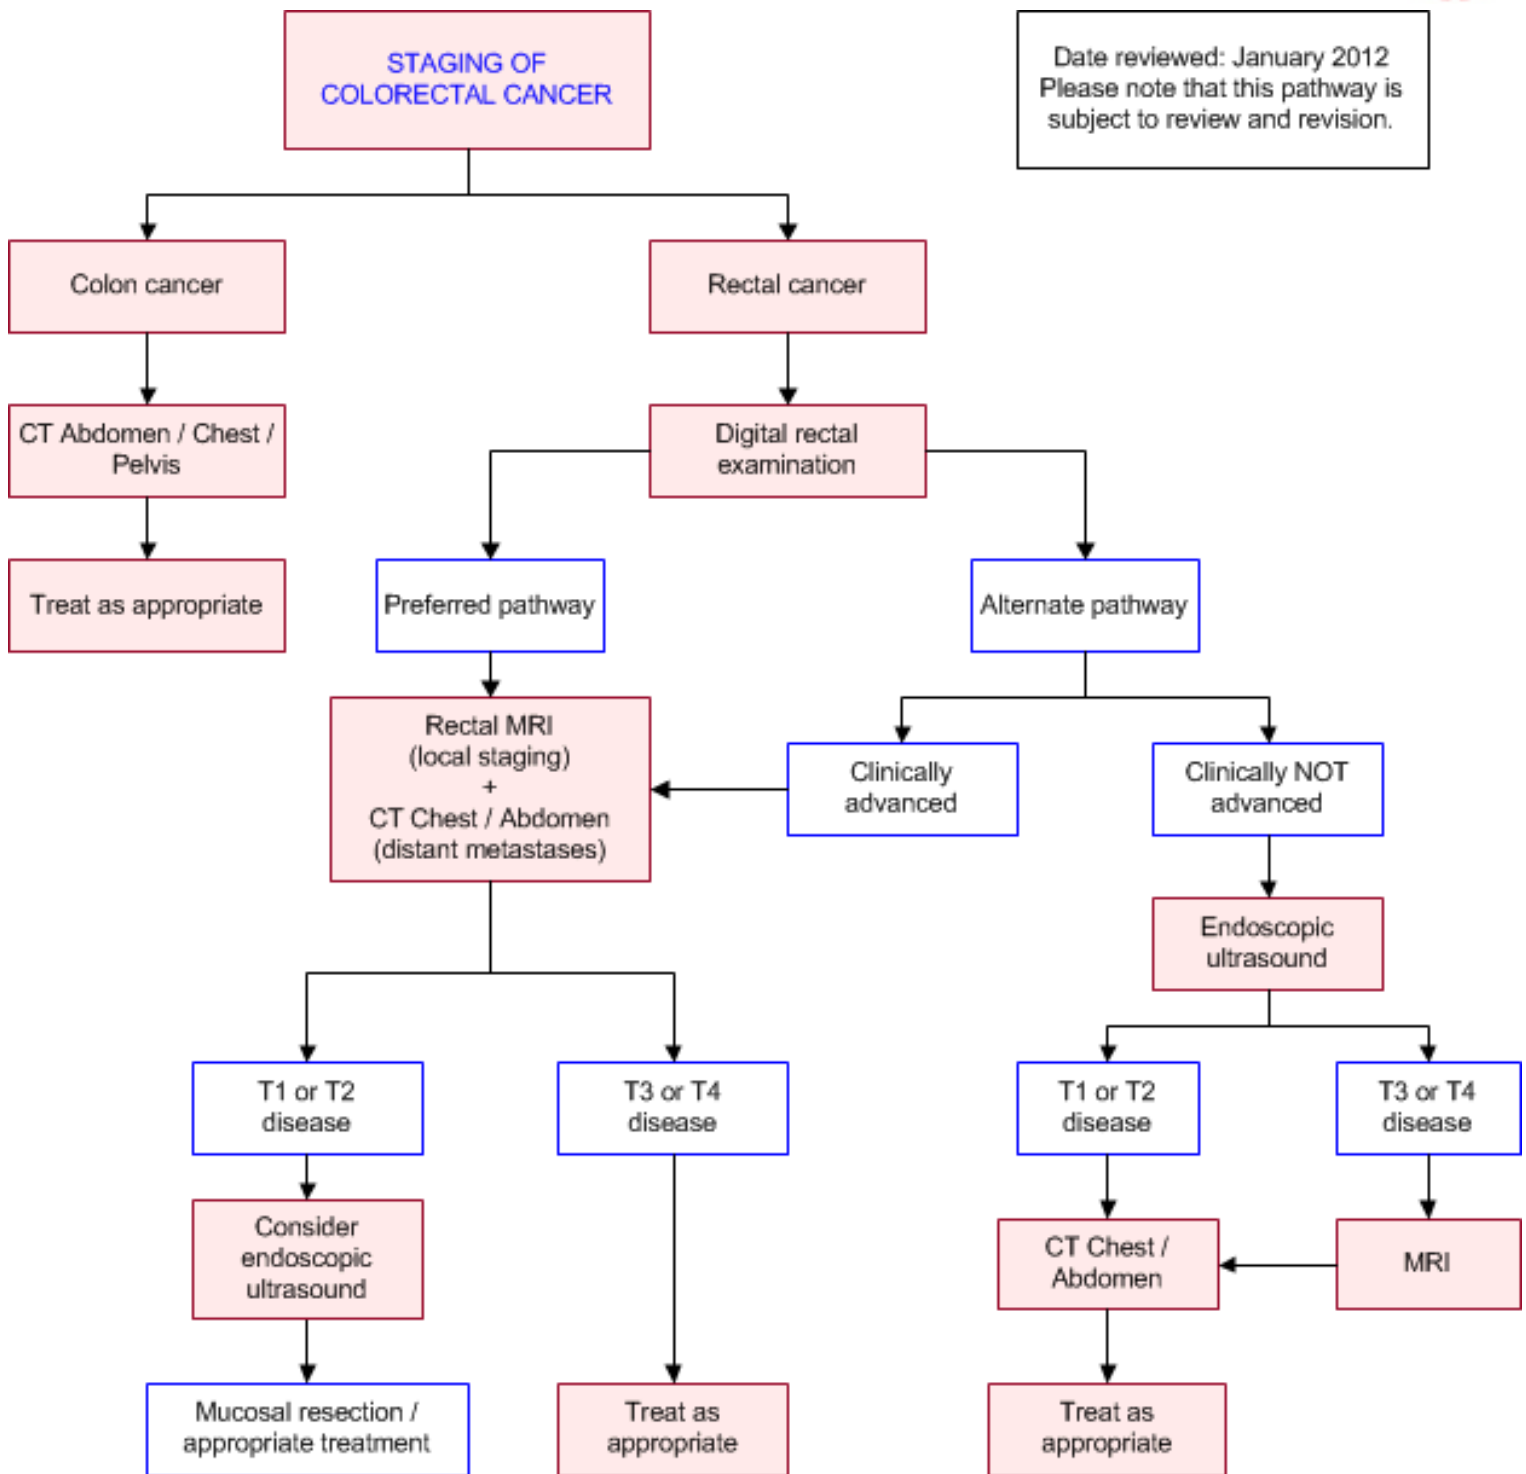 STAGING OF
COLORECTAL CANCER
Date reviewed: January 2012
Please note that this pathway is
subject to review and revision.
Colon cancer
Rectal cancer
CT Abdomen / Chest /
Pelvis
Digital rectal
examination
Treat as appropriate
Preferred pathway
Alternate pathway
Rectal MRI
(local staging)
+
CT Chest / Abdomen
(distant metastases)
Clinically
advanced
Clinically NOT
advanced
Endoscopic
ultrasound
T1 or T2
disease
T3 or T4
disease
T1 or T2
disease
T3 or T4
disease
Consider
endoscopic
ultrasound
CT Chest /
Abdomen
MRI
Mucosal resection /
appropriate treatment
Treat as
appropriate
Treat as
appropriate